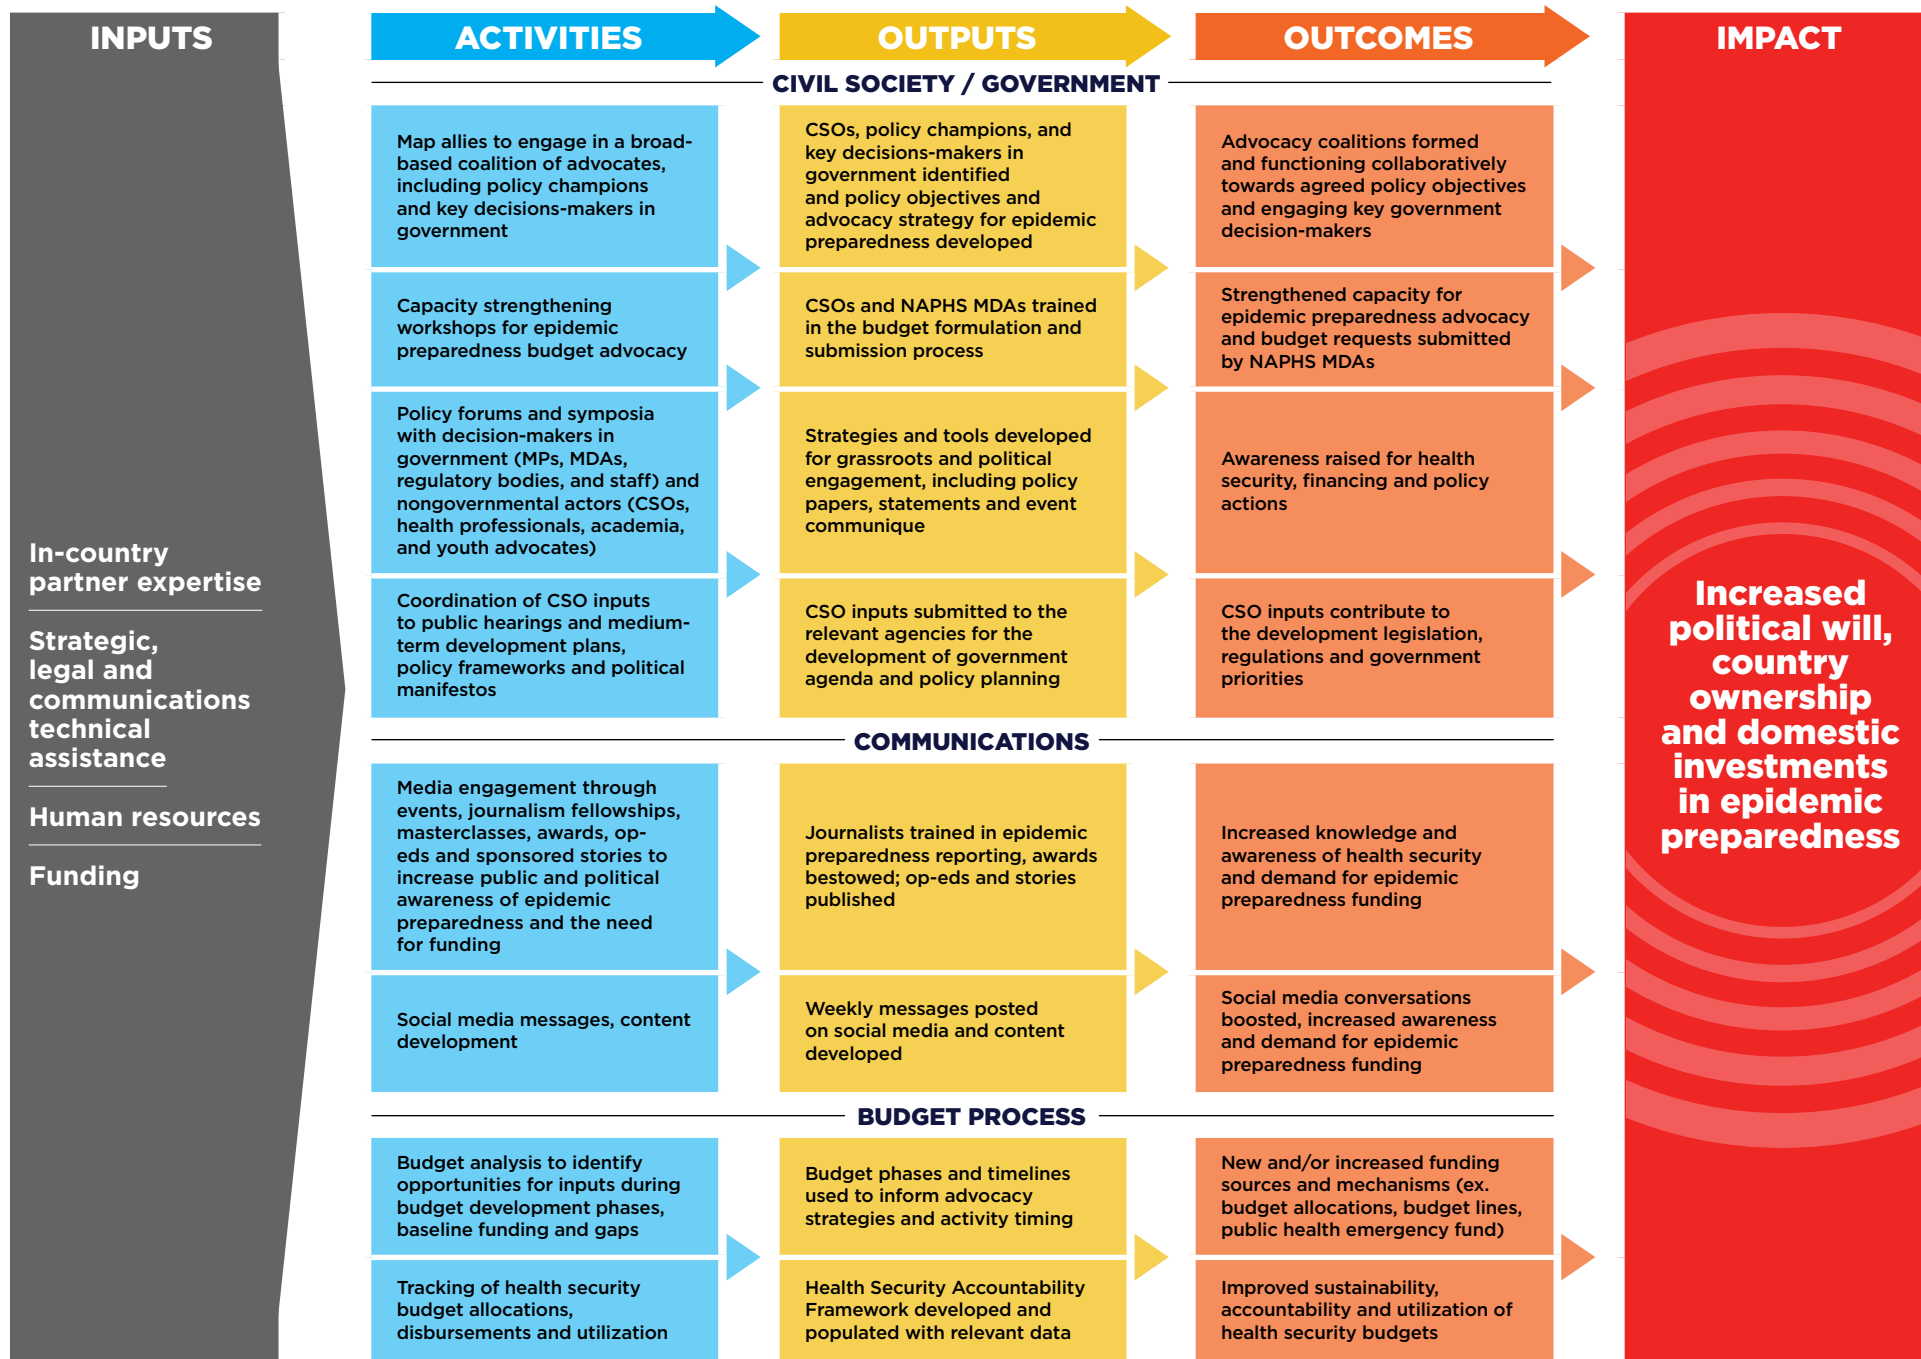 INPUTS
In-country
partner expertise
Strategic,
legal and
communications
technical
assistance
Human resources
Funding
ACTIVITIES
OUTPUTS
OUTCOMES
IMPACT
CIVIL SOCIETY / GOVERNMENT
Map allies to engage in a broad-
based coalition of advocates,
including policy champions
and key decisions-makers in
government
CSOs, policy champions, and
key decisions-makers in
government identified
and policy objectives and
advocacy strategy for epidemic
preparedness developed
Advocacy coalitions formed
and functioning collaboratively
towards agreed policy objectives
and engaging key government
decision-makers
Capacity strengthening
workshops for epidemic
preparedness budget advocacy
CSOs and NAPHS MDAs trained
in the budget formulation and
submission process
Strengthened capacity for
epidemic preparedness advocacy
and budget requests submitted
by NAPHS MDAs
Policy forums and symposia
with decision-makers in
government (MPs, MDAs,
regulatory bodies, and staff) and
nongovernmental actors (CSOs,
health professionals, academia,
and youth advocates)
Strategies and tools developed
for grassroots and political
engagement, including policy
papers, statements and event
communique
Awareness raised for health
security, financing and policy
actions
Coordination of CSO inputs
to public hearings and medium-
term development plans,
policy frameworks and political
manifestos
CSO inputs submitted to the
relevant agencies for the
development of government
agenda and policy planning
CSO inputs contribute to
the development legislation,
regulations and government
priorities
COMMUNICATIONS
Media engagement through
events, journalism fellowships,
masterclasses, awards, op-
eds and sponsored stories to
increase public and political
awareness of epidemic
preparedness and the need
for funding
Journalists trained in epidemic
preparedness reporting, awards
bestowed; op-eds and stories
published
Increased knowledge and
awareness of health security
and demand for epidemic
preparedness funding
Social media messages, content
development
Weekly messages posted
on social media and content
developed
Social media conversations
boosted, increased awareness
and demand for epidemic
preparedness funding
BUDGET PROCESS
Budget analysis to identify
opportunities for inputs during
budget development phases,
baseline funding and gaps
Budget phases and timelines
used to inform advocacy
strategies and activity timing
New and/or increased funding
sources and mechanisms (ex.
budget allocations, budget lines,
public health emergency fund)
Tracking of health security
budget allocations,
disbursements and utilization
Health Security Accountability
Framework developed and
populated with relevant data
Improved sustainability,
accountability and utilization of
health security budgets
Increased
political will,
country
ownership
and domestic
investments
in epidemic
preparedness